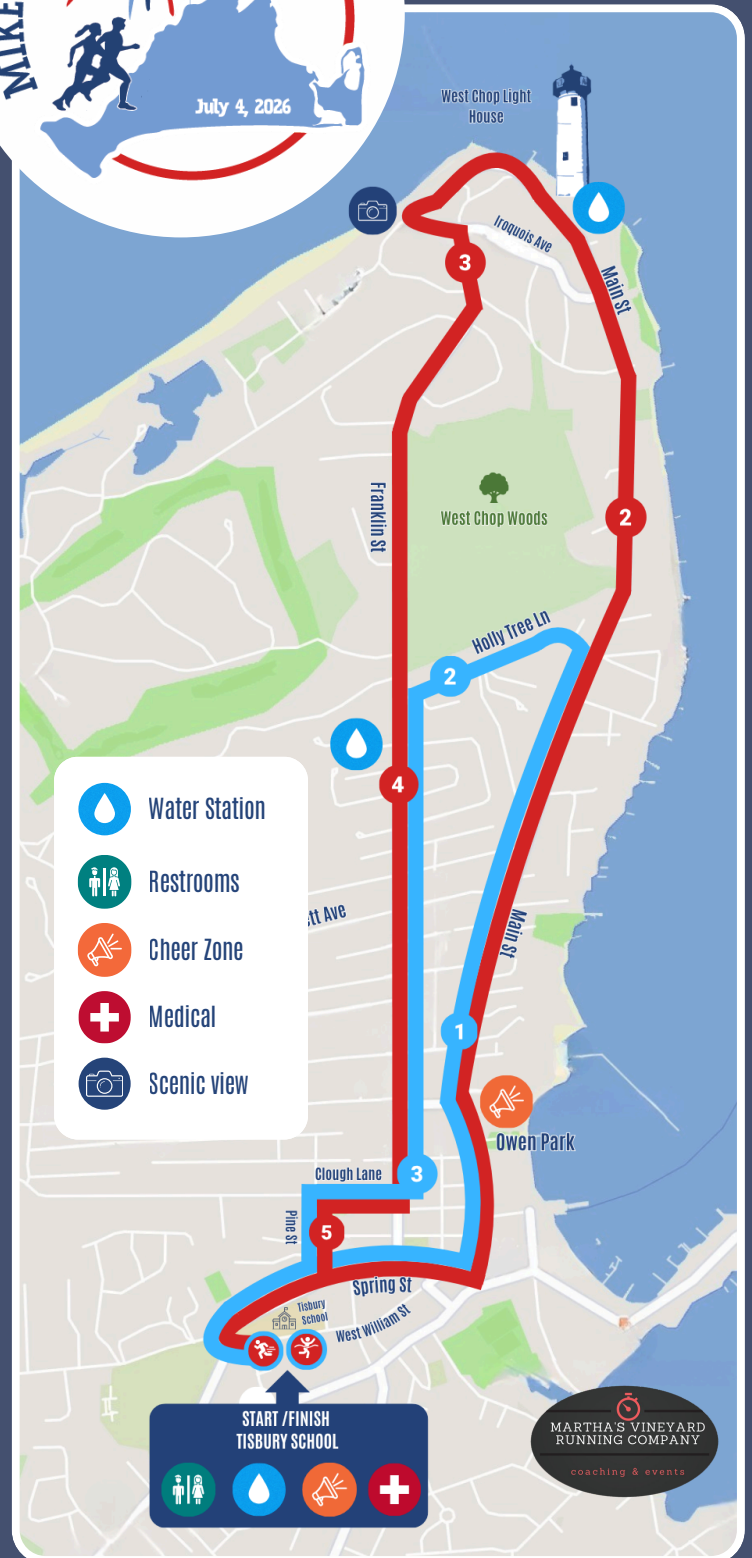 MIKE
July 4, 2026
West Chop Light
House
Iroquois Ave
Main St
3
2
Franklin St
West Chop Woods
Holly Tree Ln
2
4
Water Station
Restrooms
Cheer Zone
Medical
Scenic view
tt Ave
Main St
1
Owen Park
Clough Lane
3
Pine St
5
Spring St
Tisbury
School
West William St
START /FINISH
TISBURY SCHOOL
MARTHA'S VINEYARD
RUNNING COMPANY
coaching & events